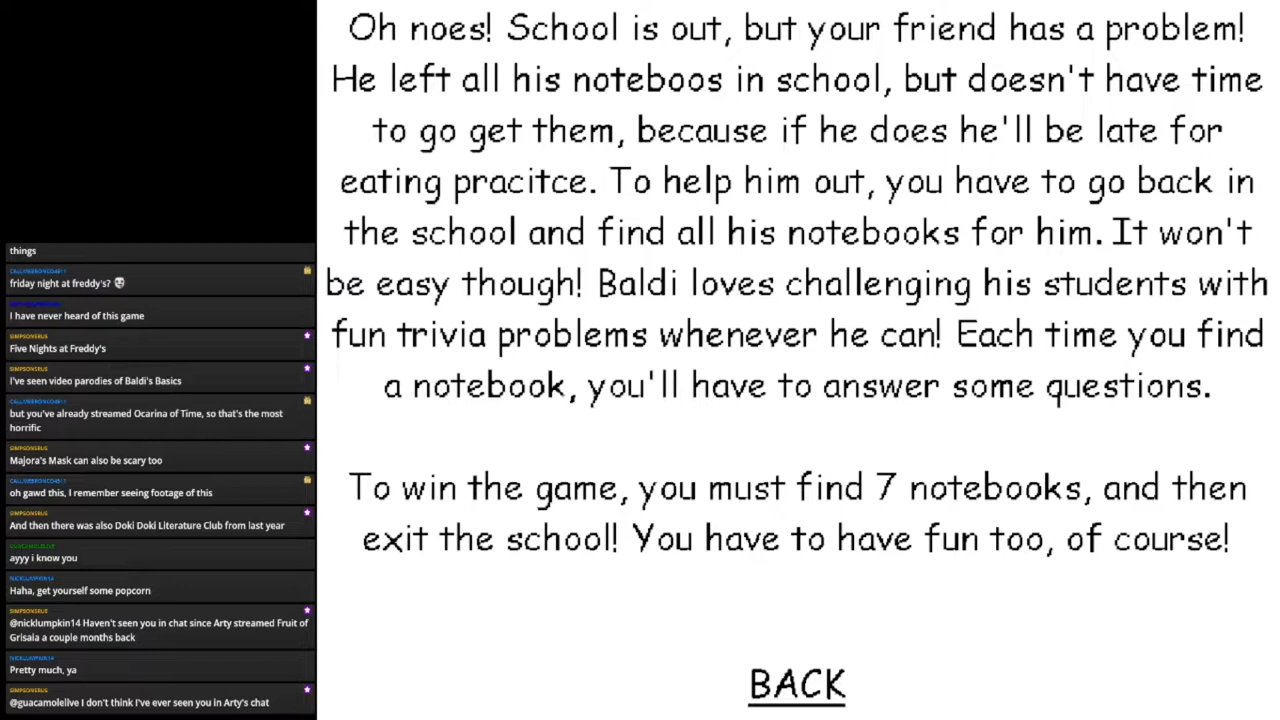 things
CALLMEBRONCO4911
friday night at freddy's?
I have never heard of this game
SIMPSONERUS
Five Nights at Freddy's
SIMPSONERUS
I've seen video parodies of Baldi's Basics
but you've already streamed Ocarina of Time, so that's the most
horrific
SIMPSONERUS
Majora's Mask can also be scary too
oh gawd this, I remember seeing footage of this
SIMPSONERUS
And then there was also Doki Doki Literature Club from last year
GUACAMOLELIVE
ayyy i know you
NICKLUMPKIN14
Haha, get yourself some popcorn
SIMPSONERUS
@nicklumpkin14 Haven't seen you in chat since Arty streamed Fruit of
Grisaia a couple months back
NICKLUMPKIN14
Pretty much, ya
SIMPSONERUS
@guacamolelive I don't think I've ever seen you in Arty's chat
Oh noes! School is out, but your friend has a problem!
He left all his noteboos in school, but doesn't have time
to go get them, because if he does he'll be late for
eating pracitce. To help him out, you have to go back in
the school and find all his notebooks for him. It won't
be easy though! Baldi loves challenging his students with
fun trivia problems whenever he can! Each time you find
a notebook, you'll have to answer some questions.
To win the game, you must find 7 notebooks, and then
exit the school! You have to have fun too, of course!
BACK